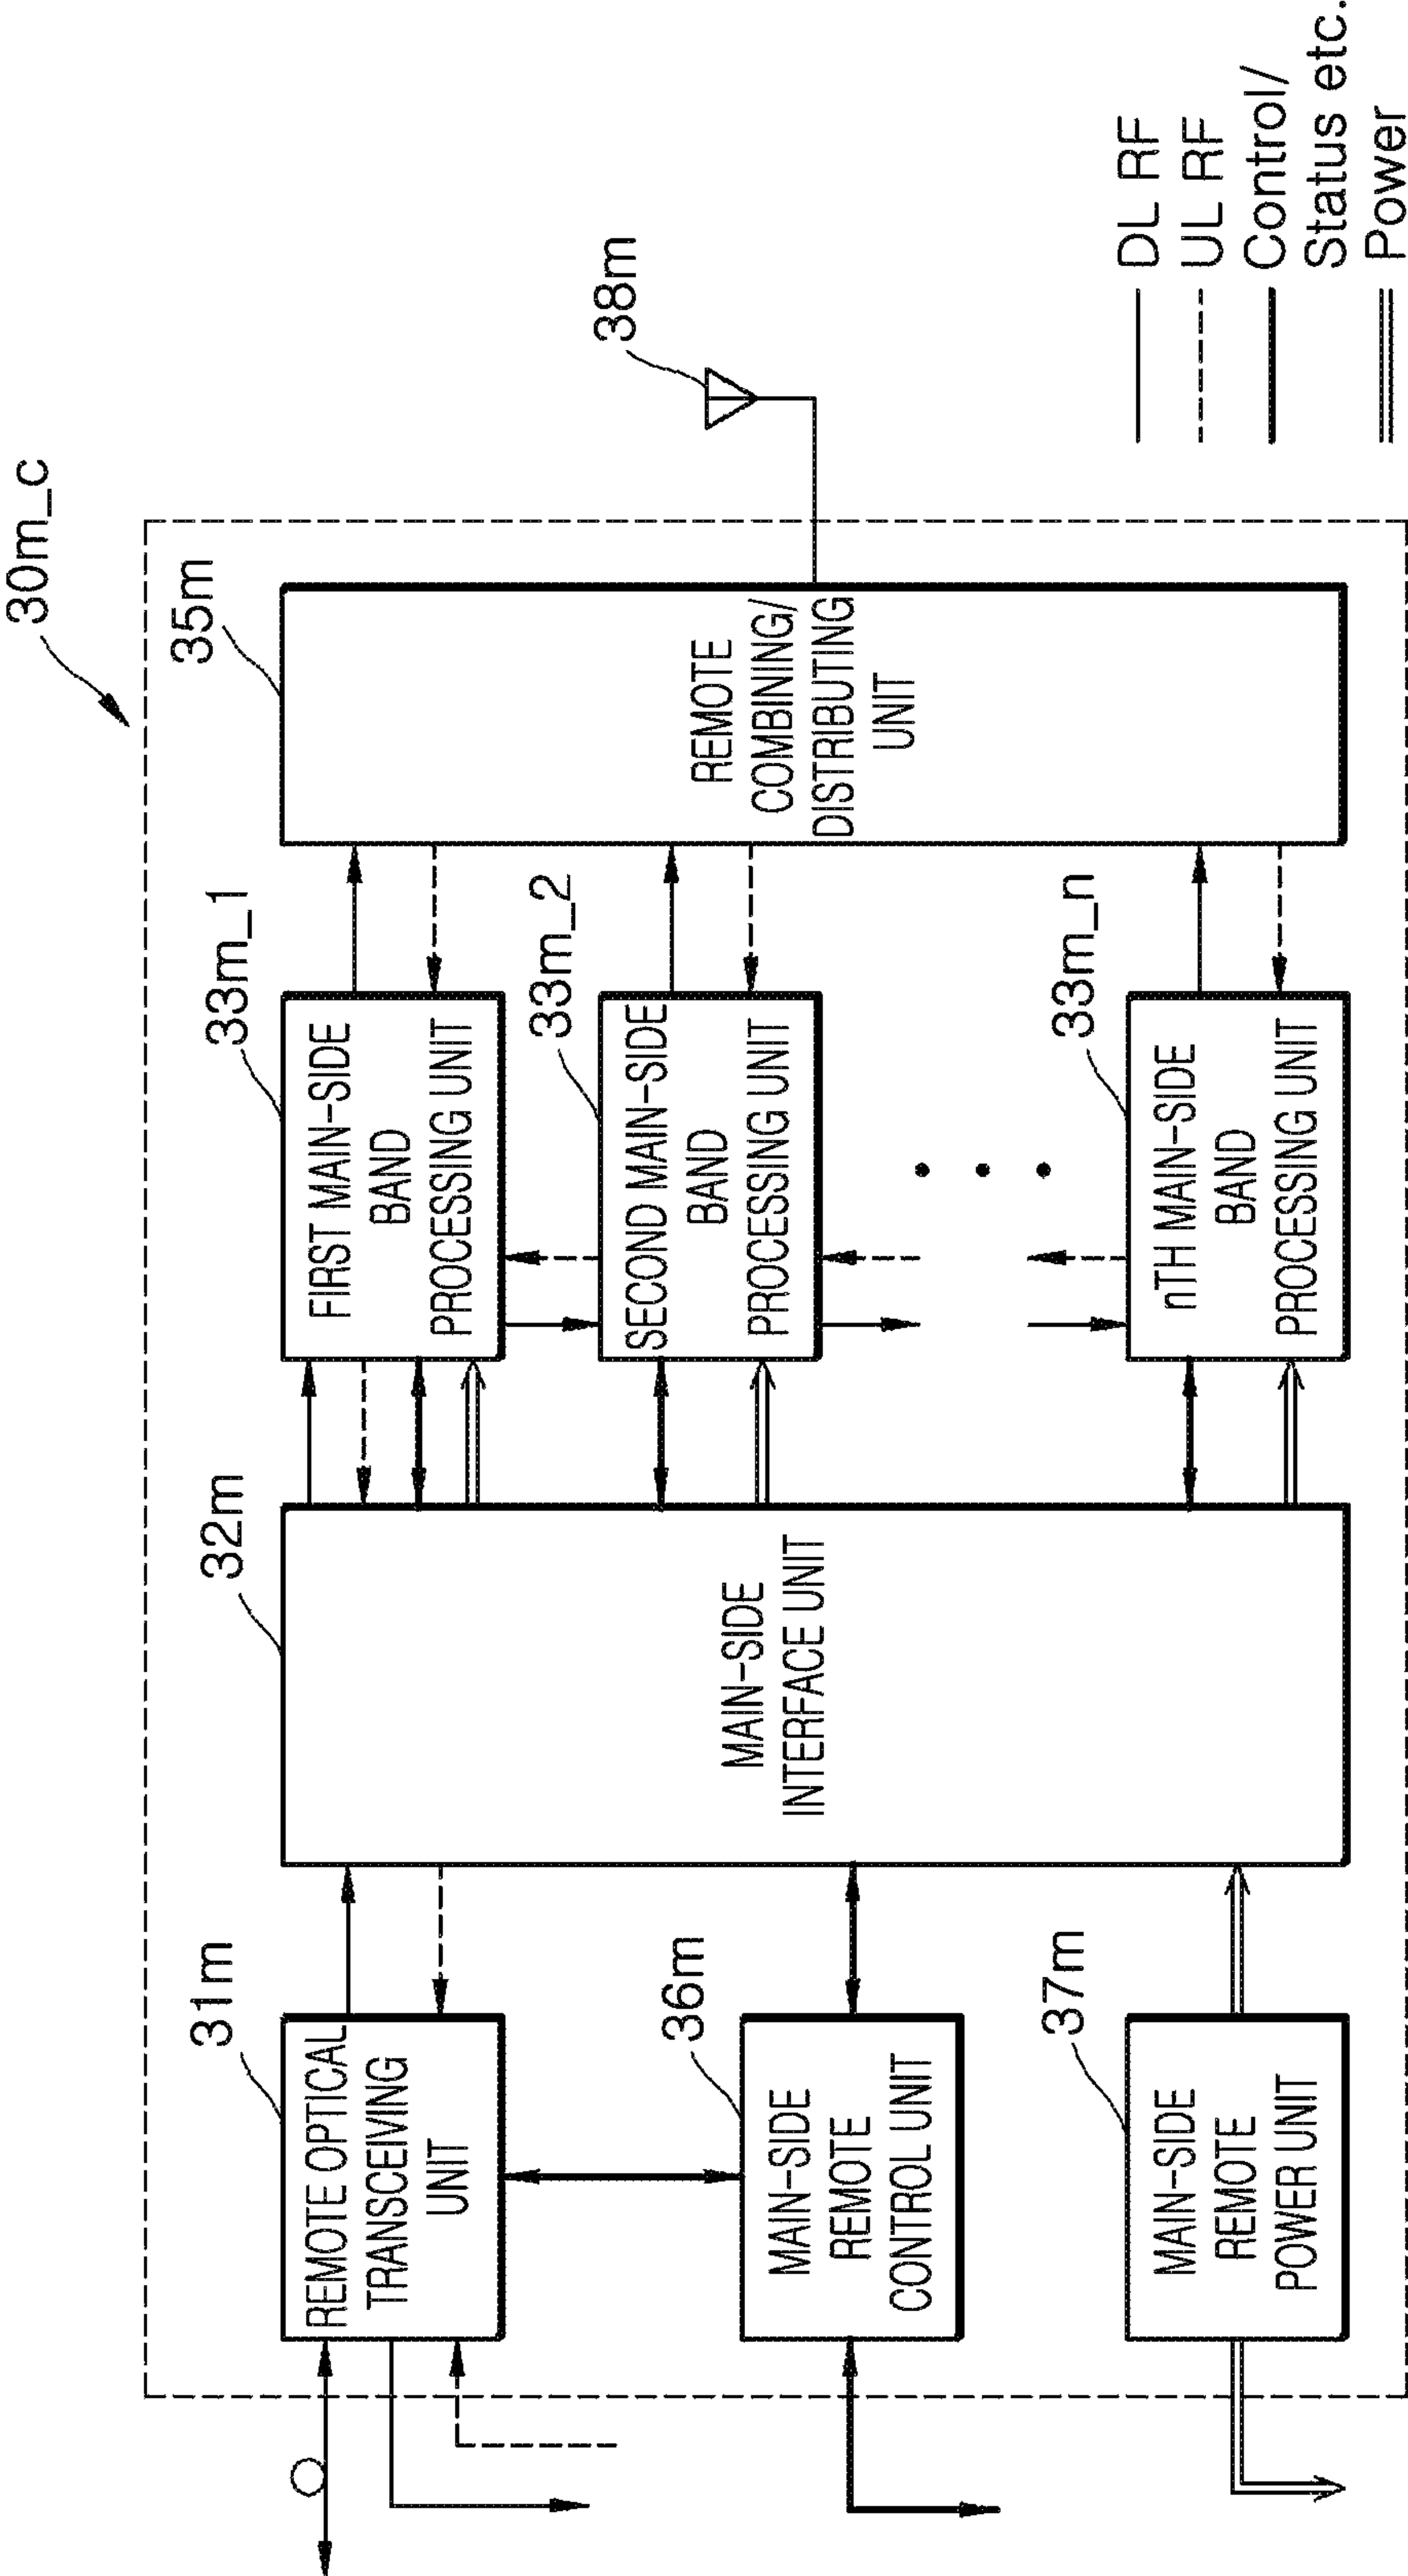 30m_c
31m
REMOTE OPTICAL
TRANSCEIVING
UNIT
36m
MAIN-SIDE
REMOTE
CONTROL UNIT
37m
MAIN-SIDE
REMOTE
POWER UNIT
32m
MAIN-SIDE
INTERFACE UNIT
33m_1
FIRST MAIN-SIDE
BAND
PROCESSING UNIT
33m_2
SECOND MAIN-SIDE
BAND
PROCESSING UNIT
33m_n
nTH MAIN-SIDE
BAND
PROCESSING UNIT
35m
REMOTE
COMBINING/
DISTRIBUTING
UNIT
38m
DL RF
UL RF
Control/
Status etc.
Power